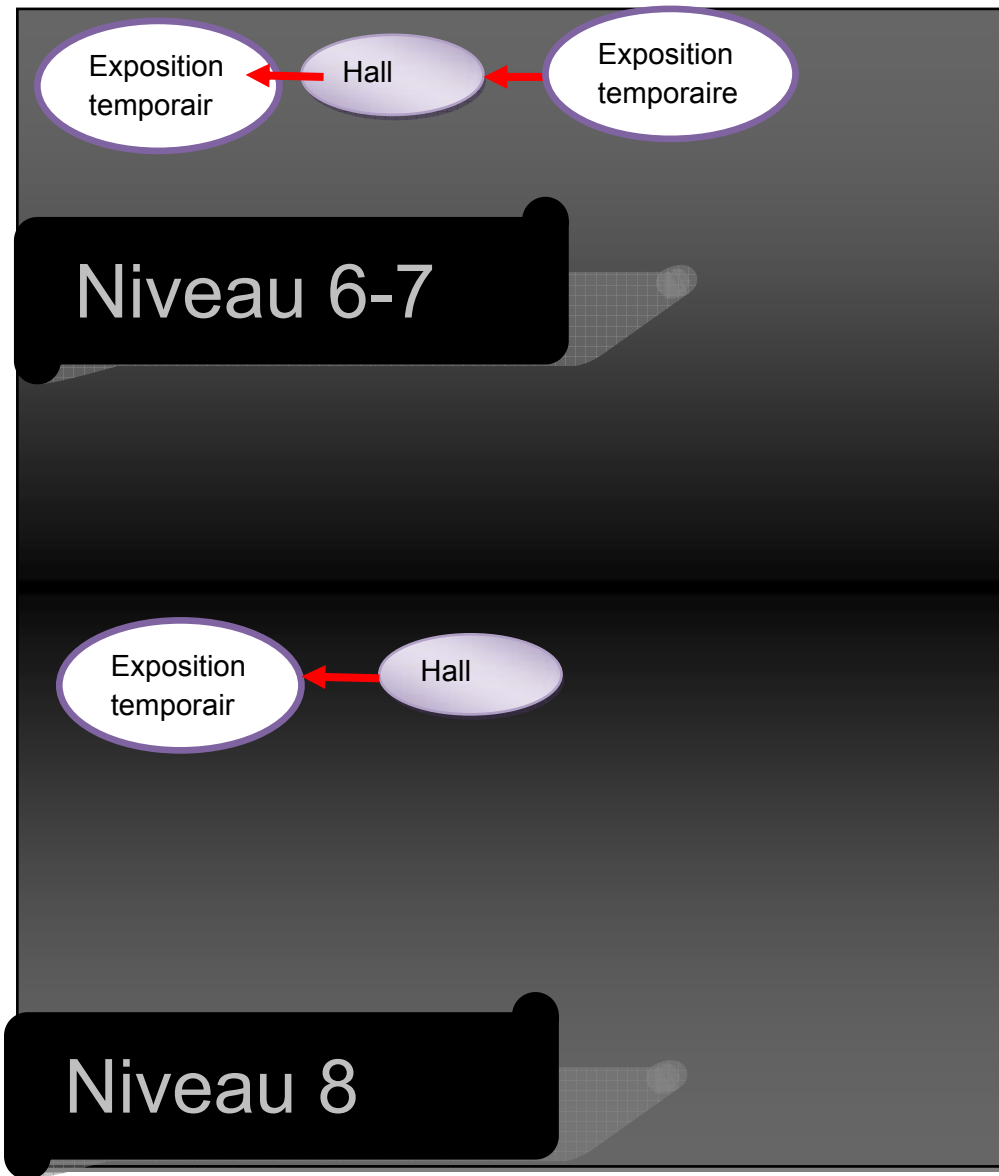 Exposition
temporair
Hall
Exposition
temporaire
Niveau 6-7
Exposition
temporair
Hall
Niveau 8